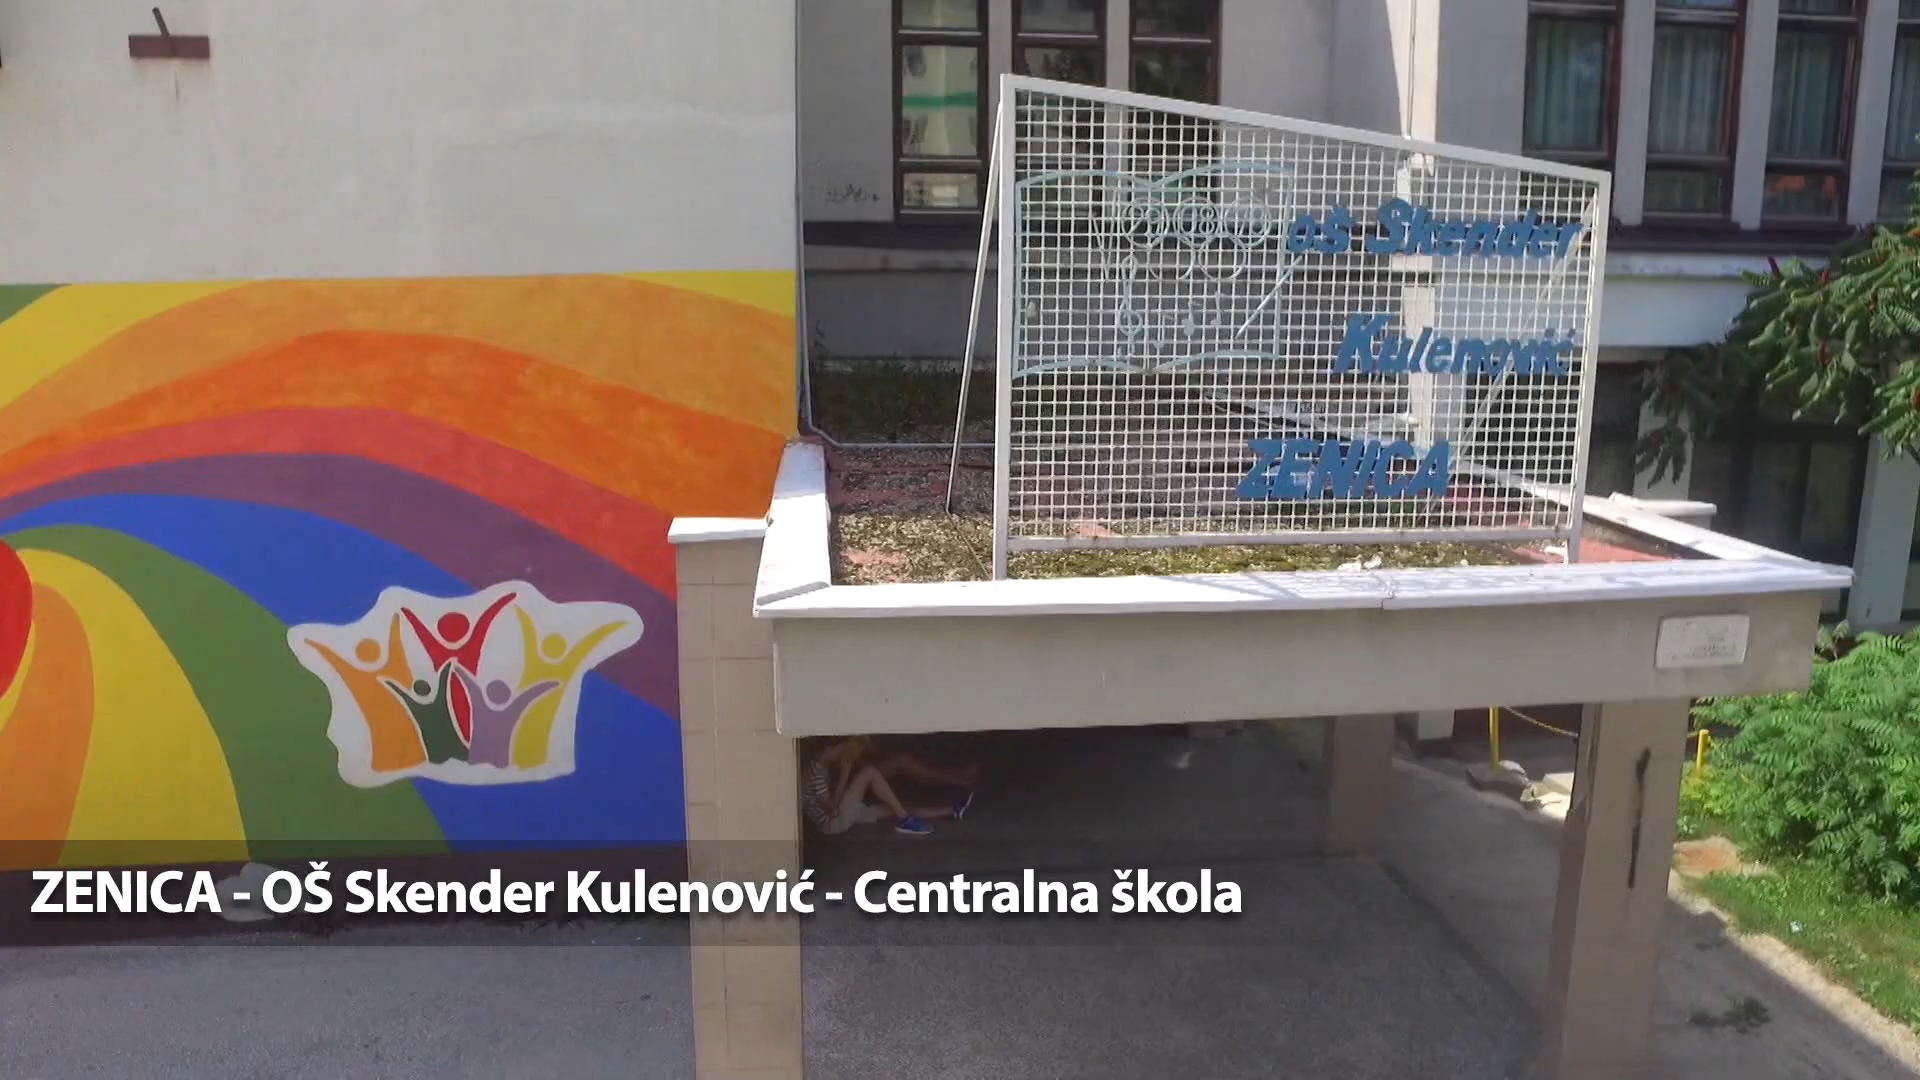 oš Skender
Kulenović
ZENICA
ZENICA - OŠ Skender Kulenović - Centralna škola